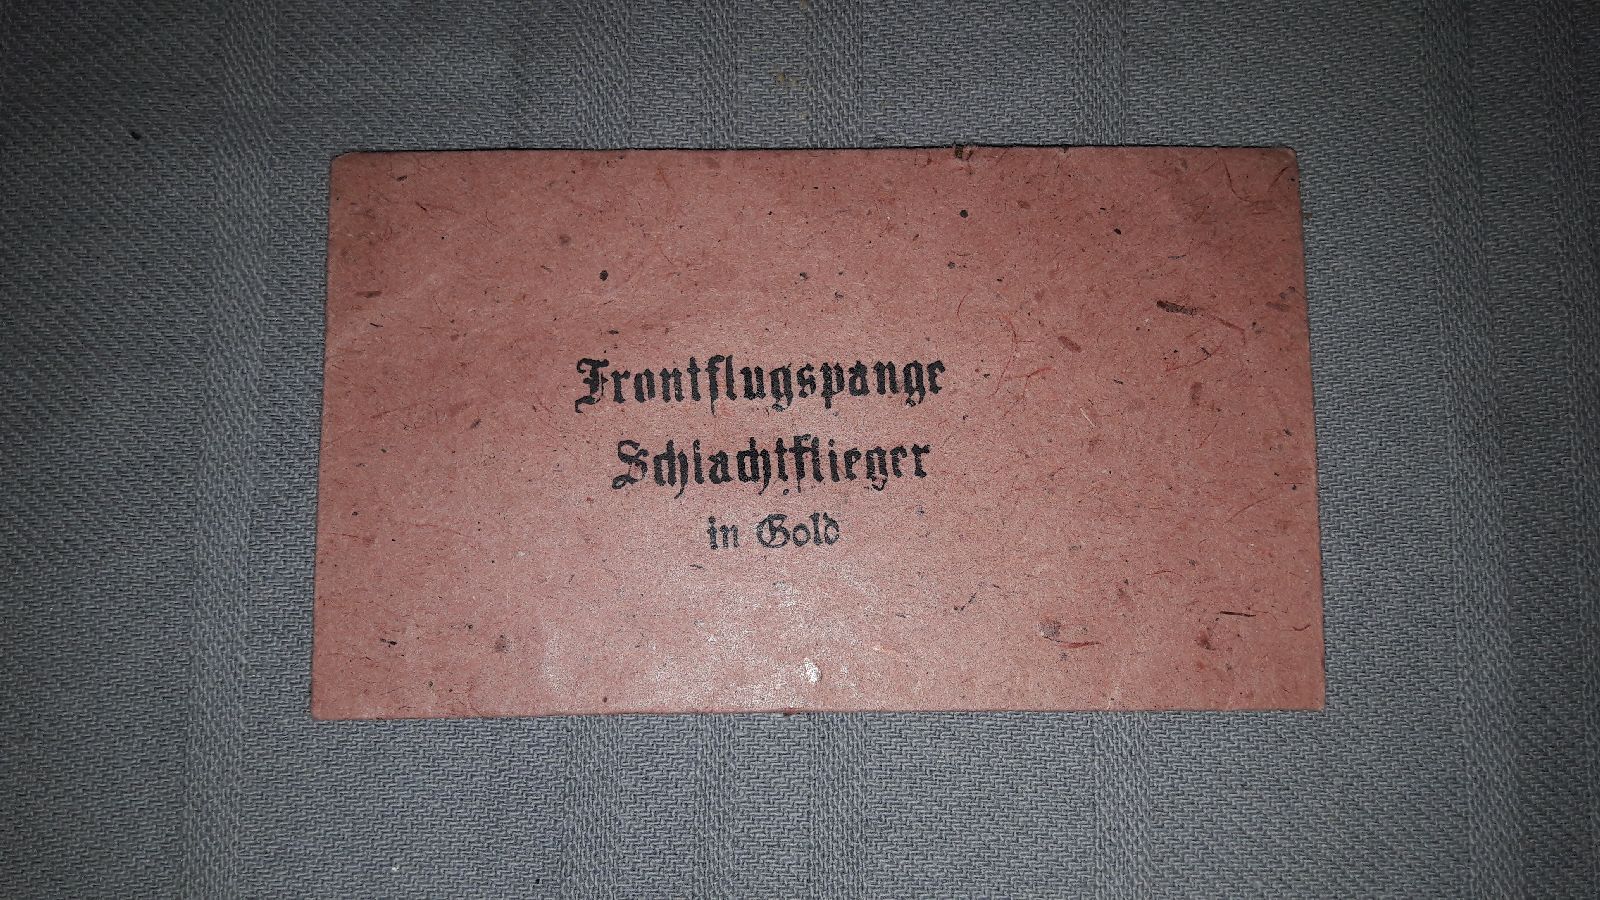 Frontflugspange
Schlachtflieger
in Gold